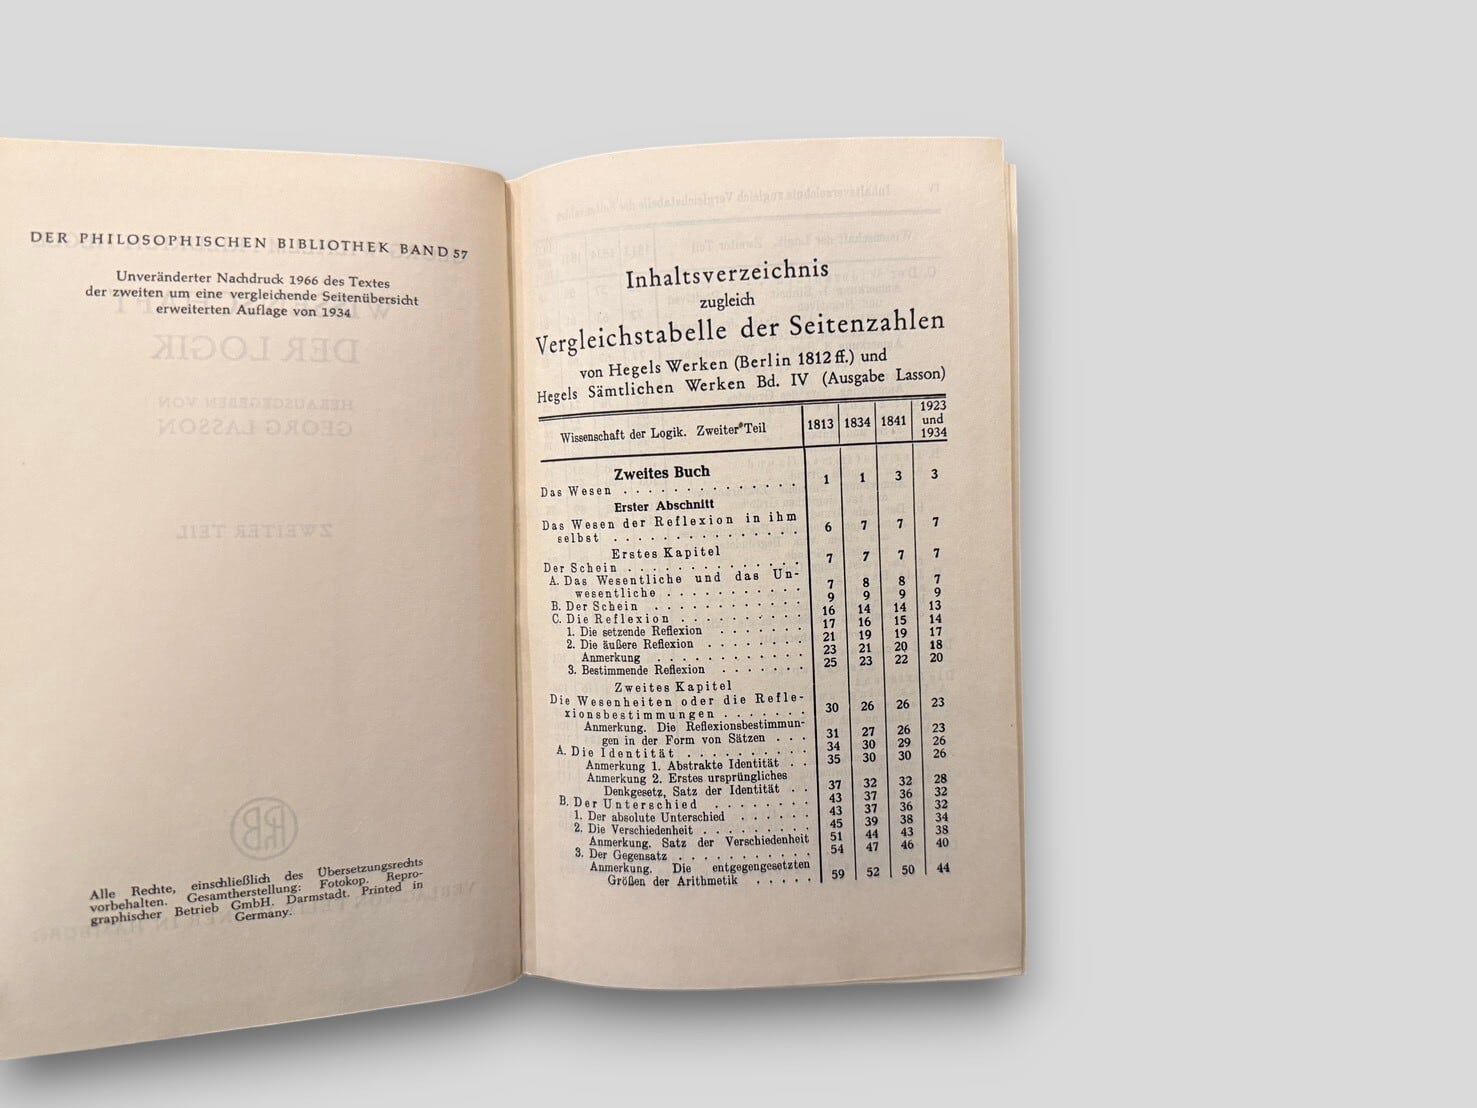 DER PHILOSOPHISCHEN BIBLIOTHEK BAND 57
Unveränderter Nachdruck 1966 des Textes
der zweiten um eine vergleichende Seitenübersicht
erweiterten Auflage von 1934
Alle Rechte, einschließlich des Übersetzungsrechts
vorbehalten. Gesamtherstellung: Fotokop. Repro-
graphischer Betrieb GmbH. Darmstadt. Printed in
Germany.
Inhaltsverzeichnis
zugleich
Vergleichstabelle der Seitenzahlen
von Hegels Werken (Berlin 1812 ff.) und
Hegels Sämtlichen Werken Bd. IV (Ausgabe Lasson)
Wissenschaft der Logik. Zweiter Teil 1813 1834 1841 1923 und 1934
Zweites Buch
Das Wesen . . . . . . . . . . . . . . 1 1 3 3
Erster Abschnitt
Das Wesen der Reflexion in ihm
selbst . . . . . . . . . . . . . . . 6 7 7 7
Erstes Kapitel
Der Schein . . . . . . . . . . . . . . 7 7 7 7
A. Das Wesentliche und das Un-
wesentliche . . . . . . . . . . . 7 8 8 7
B. Der Schein . . . . . . . . . . . . 9 9 9 9
C. Die Reflexion . . . . . . . . . . . 16 14 14 13
1. Die setzende Reflexion . . . . . . . 17 16 15 14
2. Die äußere Reflexion . . . . . . . . 21 19 19 17
Anmerkung . . . . . . . . . . . . 23 21 20 18
3. Bestimmende Reflexion . . . . . . . 25 23 22 20
Zweites Kapitel
Die Wesenheiten oder die Refle-
xionsbestimmungen . . . . . . . 30 26 26 23
Anmerkung. Die Reflexionsbestimmun-
gen in der Form von Sätzen . . . 31 27 26 23
A. Die Identität . . . . . . . . . . 34 30 29 26
Anmerkung 1. Abstrakte Identität . . 35 30 30 26
Anmerkung 2. Erstes ursprüngliches
Denkgesetz, Satz der Identität . . 37 32 32 28
B. Der Unterschied . . . . . . . . 43 37 36 32
1. Der absolute Unterschied . . . . . . 43 37 36 32
2. Die Verschiedenheit . . . . . . . . . 45 39 38 34
Anmerkung. Satz der Verschiedenheit 51 44 43 38
3. Der Gegensatz . . . . . . . . . . . 54 47 46 40
Anmerkung. Die entgegengesetzten
Größen der Arithmetik . . . . . 59 52 50 44